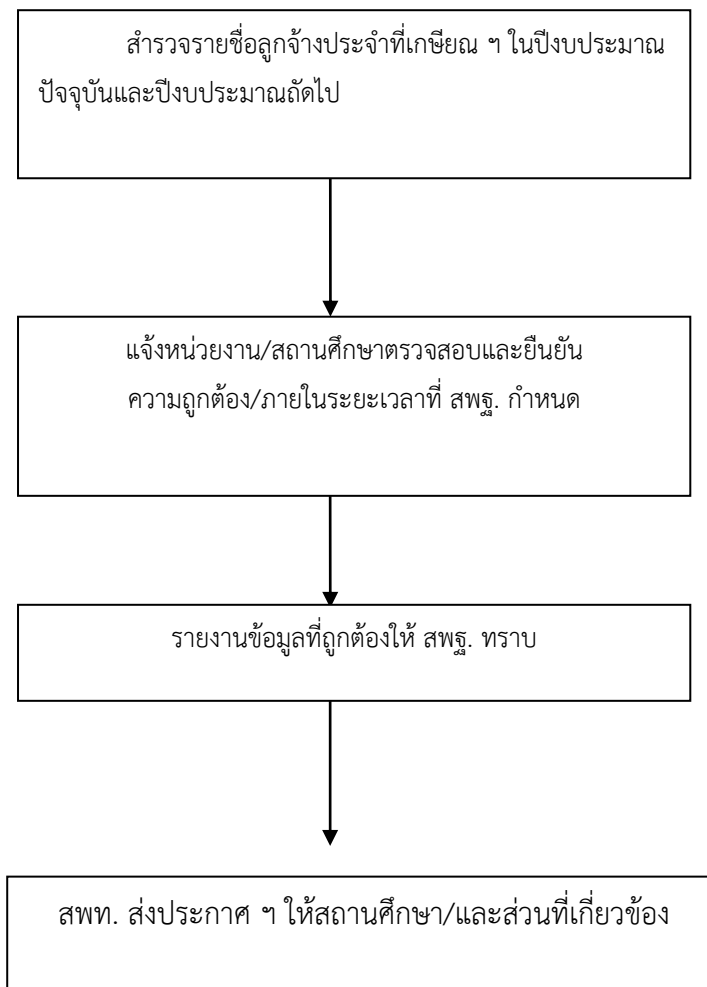 สำรวจรายชื่อลูกจ้างประจำที่เกษียณ ฯ ในปีงบประมาณ
ปัจจุบันและปีงบประมาณถัดไป
แจ้งหน่วยงาน/สถานศึกษาตรวจสอบและยืนยัน
ความถูกต้อง/ภายในระยะเวลาที่ สพฐ. กำหนด
รายงานข้อมูลที่ถูกต้องให้ สพฐ. ทราบ
สพท. ส่งประกาศ ฯ ให้สถานศึกษา/และส่วนที่เกี่ยวข้อง